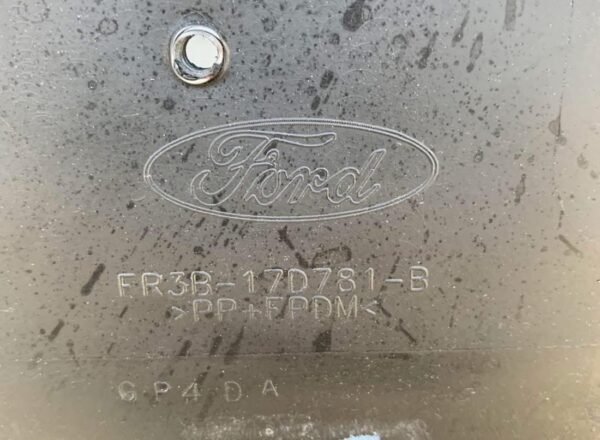 Ford
FR3B-17D781-B
>PP+EPDM<
GP4DA